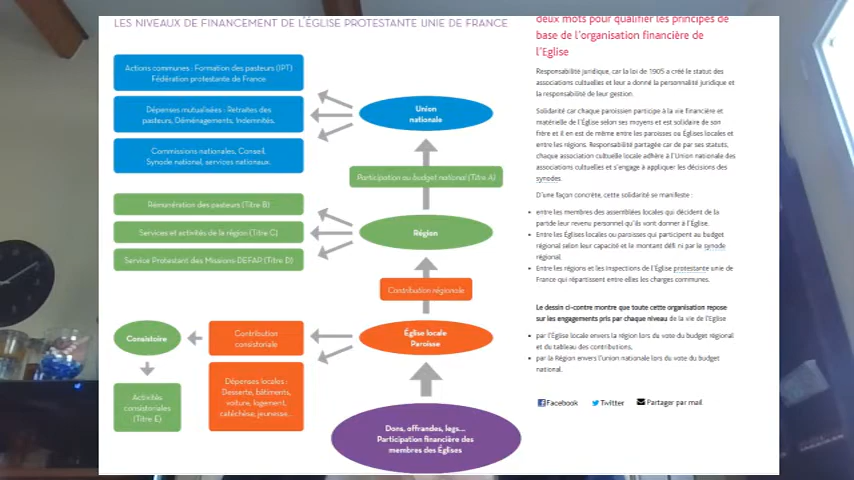 LES NIVEAUX DE FINANCEMENT DE L'ÉGLISE PROTESTANTE UNIE DE FRANCE
Actions communes : Formation des pasteurs (IPT)
Fédération protestante de France
Dépenses mutualisées : Retraites des
pasteurs, Déménagements, Indemnités.
Commissions nationales, Conseil,
Synode national, services nationaux.
Union
nationale
Participation au budget national (Titre A)
Rémunération des pasteurs (Titre B)
Services et activités de la région (Titre C)
Service Protestant des Missions-DEFAP (Titre D)
Région
Contribution régionale
Consistoire
Contribution
consistoriale
Église locale
Paroisse
Activités
consistoriales
(Titre E)
Dépenses locales :
Desserte, bâtiments,
voiture, logement,
catéchèse, jeunesse...
Dons, offrandes, legs...
Participation financière des
membres des Églises
deux mots pour qualifier les principes de
base de l'organisation financière de
l'Eglise
Responsabilité juridique, car la loi de 1905 a créé le statut des
associations cultuelles et leur a donné la personnalité juridique et
la responsabilité de leur gestion.
Solidarité car chaque paroissien participe à la vie financière et
matérielle de l'Église selon ses moyens et est solidaire de son
frère et il en est de même entre les paroisses ou Églises locales et
entre les régions. Responsabilité partagée car de par ses statuts,
chaque association cultuelle locale adhère à l'Union nationale des
associations cultuelles et s'engage à appliquer les décisions des
synodes.
D'une façon concrète, cette solidarité se manifeste :
entre les membres des assemblées locales qui décident de la
part de leur revenu personnel qu'ils vont donner à l'Église.
Entre les Églises locales ou paroisses qui participent au budget
régional selon leur capacité et le montant défini par le synode
régional.
Entre les régions et les inspections de l'Église protestante unie de
France qui répartissent entre elles les charges communes.
Le dessin ci-contre montre que toute cette organisation repose
sur les engagements pris par chaque niveau de la vie de l'Eglise
par l'Église locale envers la région lors du vote du budget régional
et du tableau des contributions,
par la Région envers l'union nationale lors du vote du budget
national.
Facebook Twitter Partager par mail